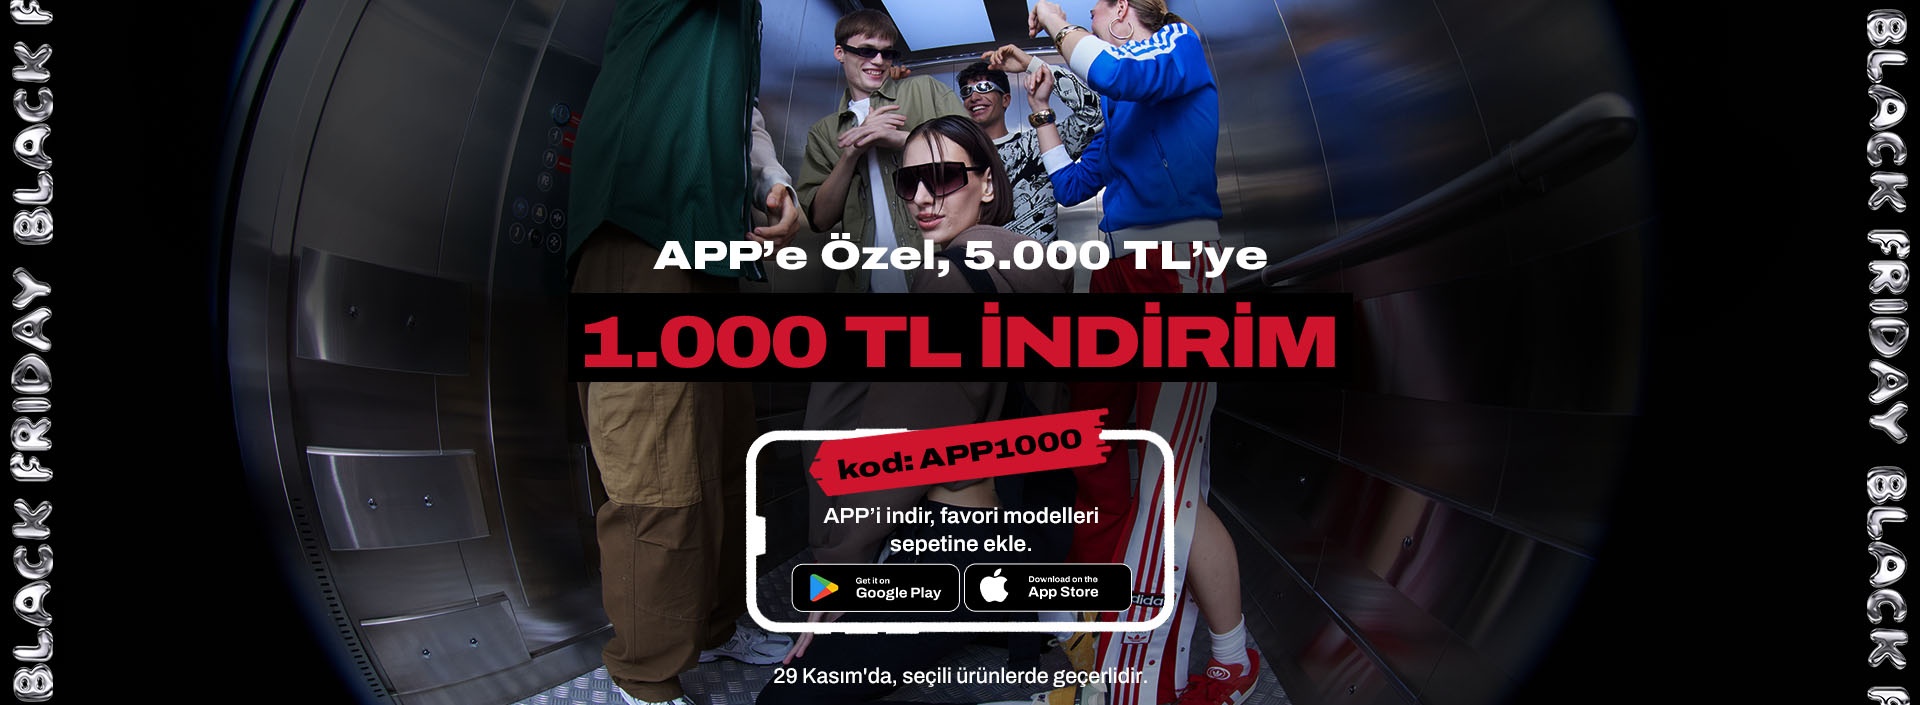 BLACK FRIDAY BLACK F
APP’e Özel, 5.000 TL’ye
1.000 TL İNDİRİM
kod: APP1000
APP’i indir, favori modelleri
sepetine ekle.
Get it on
Google Play
Download on the
App Store
adidas
29 Kasım'da, seçili ürünlerde geçerlidir.
BLACK FRIDAY BLACK F